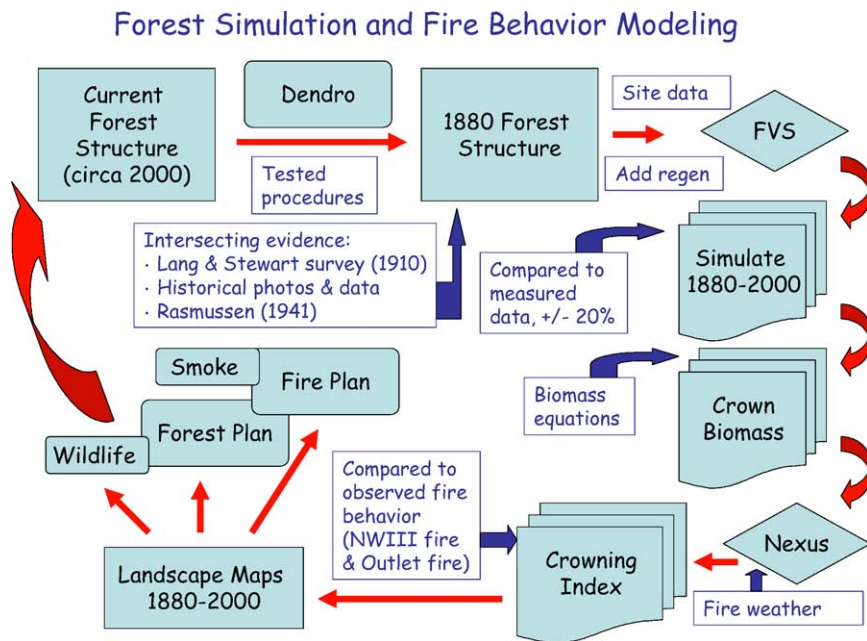 Forest Simulation and Fire Behavior Modeling
Current
Forest
Structure
(circa 2000)
Dendro
Tested
procedures
1880 Forest
Structure
Site data
Add regen
FVS
Intersecting evidence:
· Lang & Stewart survey (1910)
· Historical photos & data
· Rasmussen (1941)
Compared to
measured
data, +/- 20%
Simulate
1880-2000
Smoke
Fire Plan
Forest Plan
Wildlife
Biomass
equations
Crown
Biomass
Compared to
observed fire
behavior
(NWIII fire
& Outlet fire)
Landscape Maps
1880-2000
Crowning
Index
Nexus
Fire weather